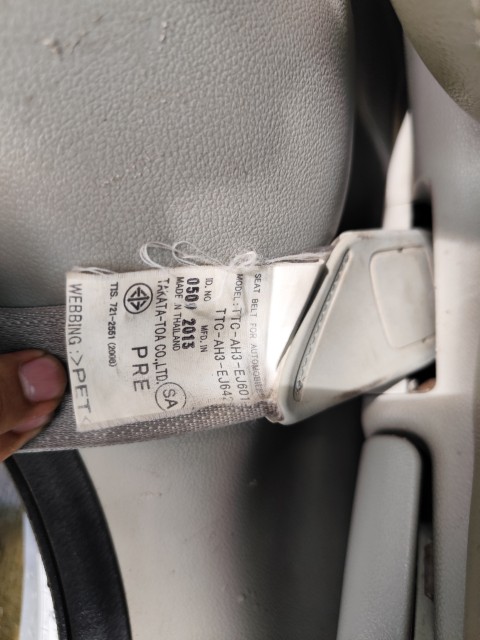 SEAT BELT FOR AUTOMOBILE
MODEL: TTC-AH3-EJ601
TTC-AH3-EJ64
ID. NO MFD. IN
050 2013
MADE IN THAILAND
TAKATA-TOA CO.,LTD. SA
PRE
TIS. 721-2551 (2008)
WEBBING :>PET<